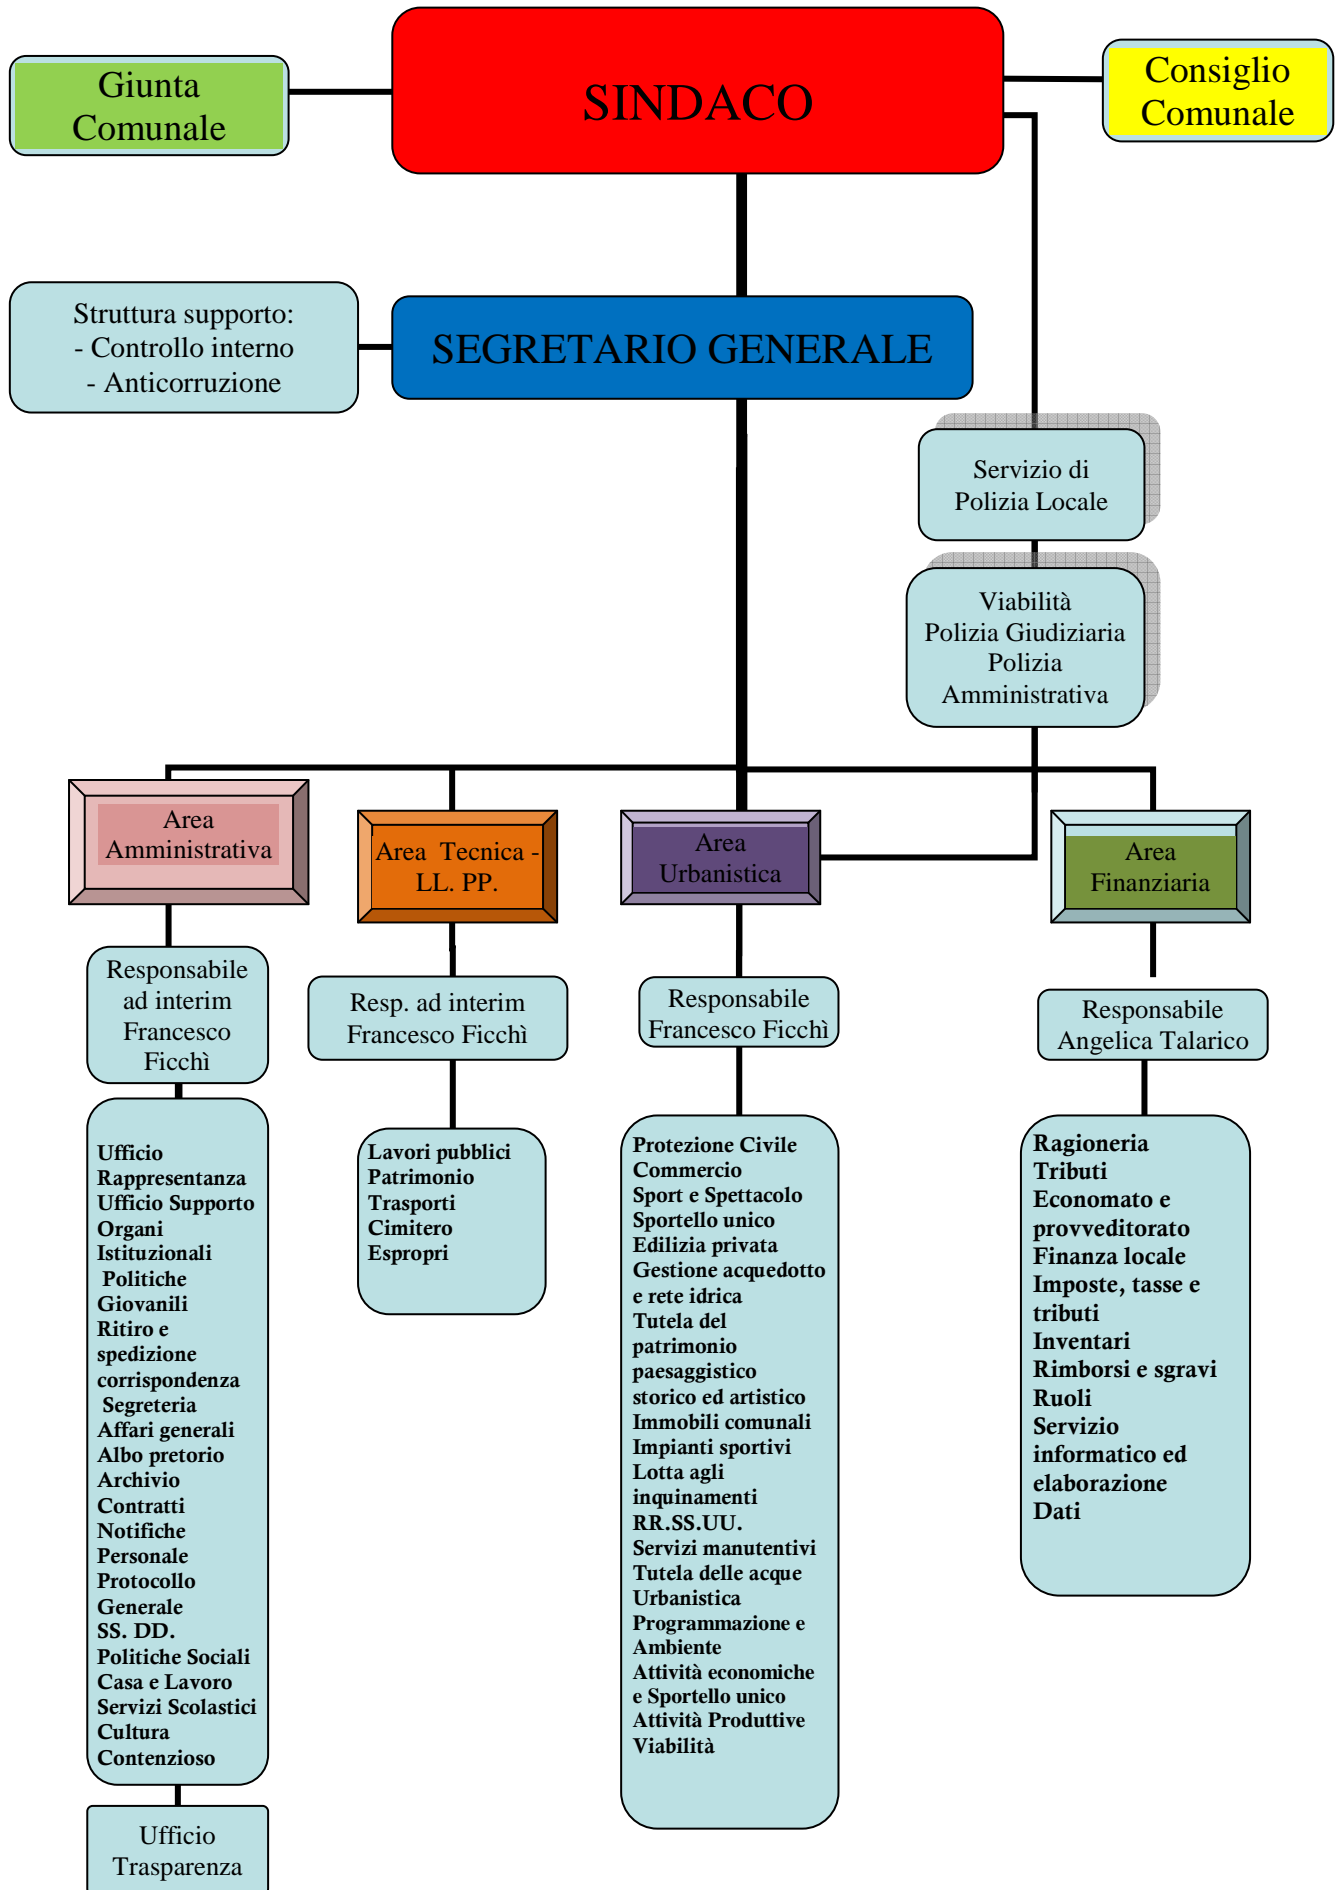 Giunta
Comunale
SINDACO
Consiglio
Comunale
Struttura supporto:
- Controllo interno
- Anticorruzione
SEGRETARIO GENERALE
Servizio di
Polizia Locale
Viabilità
Polizia Giudiziaria
Polizia
Amministrativa
Area
Amministrativa
Area Tecnica -
LL. PP.
Area
Urbanistica
Area
Finanziaria
Responsabile
ad interim
Francesco
Ficchì
Resp. ad interim
Francesco Ficchì
Responsabile
Francesco Ficchì
Responsabile
Angelica Talarico
Ufficio
Rappresentanza
Ufficio Supporto
Organi
Istituzionali
Politiche
Giovanili
Ritiro e
spedizione
corrispondenza
Segreteria
Affari generali
Albo pretorio
Archivio
Contratti
Notifiche
Personale
Protocollo
Generale
SS. DD.
Politiche Sociali
Casa e Lavoro
Servizi Scolastici
Cultura
Contenzioso
Lavori pubblici
Patrimonio
Trasporti
Cimitero
Espropri
Protezione Civile
Commercio
Sport e Spettacolo
Sportello unico
Edilizia privata
Gestione acquedotto
e rete idrica
Tutela del
patrimonio
paesaggistico
storico ed artistico
Immobili comunali
Impianti sportivi
Lotta agli
inquinamenti
RR.SS.UU.
Servizi manutentivi
Tutela delle acque
Urbanistica
Programmazione e
Ambiente
Attività economiche
e Sportello unico
Attività Produttive
Viabilità
Ragioneria
Tributi
Economato e
provveditorato
Finanza locale
Imposte, tasse e
tributi
Inventari
Rimborsi e sgravi
Ruoli
Servizio
informatico ed
elaborazione
Dati
Ufficio
Trasparenza